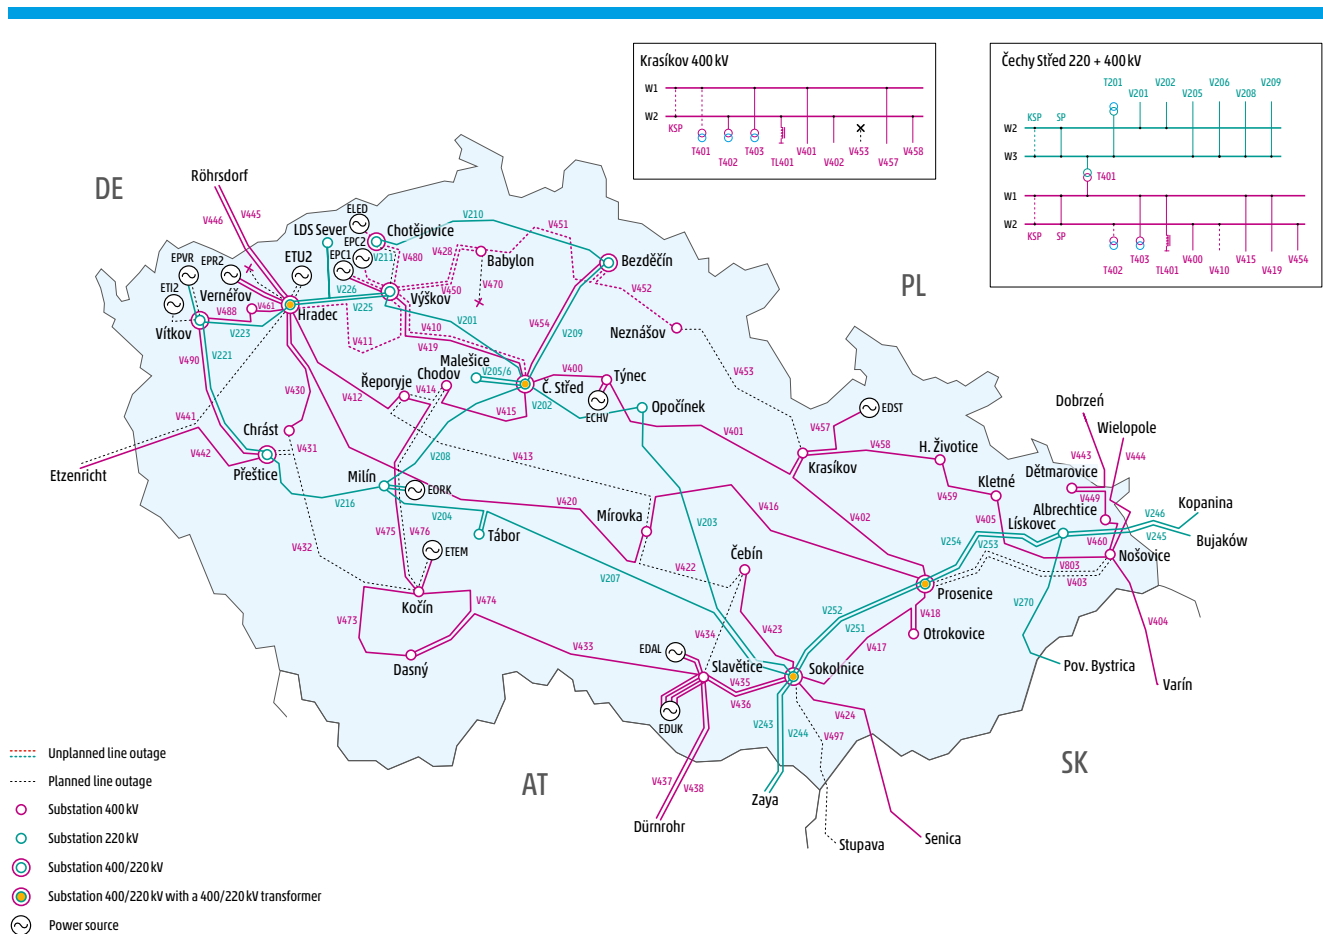 Krasíkov 400 kV
W1
W2
KSP
T401
T402
T403
TL401
V401
V402
V453
V457
V458
Čechy Střed 220 + 400 kV
T201
V201
V202
V205
V206
V208
V209
KSP
SP
W2
W3
T401
W1
W2
KSP
SP
T402
T403
TL401
V400
V410
V415
V419
V454
DE
PL
AT
SK
Röhrsdorf
V446
V445
ELED
LDS Sever
Chotějovice
V210
EPC2
EPC1
V211
V480
V428
V451
Babylon
Bezděčín
EPVR
EPR2
ETU2
ETI2
Verněřov
V488
V461
Hradec
V226
V225
Výškov
V450
V470
V452
Neznášov
Vítkov
V223
V411
V410
V419
V201
V454
V209
V453
V490
V221
V430
Malešice
V205/6
Chodov
Řeporyje
V414
V412
V415
Č. Střed
V202
V400
Týnec
ECHV
Opočínek
V441
V442
Chrást
V431
Přeštice
Etzenricht
V401
V457
EDST
V458
Krasíkov
H. Životice
V459
Kletné
Dobrzeń
Wielopole
V443
V444
Dětmarovice
V449
Albrechtice
V405
Lískovec
V460
Kopanina
V246
V245
Bujaków
Nošovice
V803
V403
V254
V253
V208
V413
Milín
EORK
V216
V204
V420
Tábor
Mírovka
V416
V402
V203
V475
V476
ETEM
V432
Kočín
V422
Čebín
V207
Prosenice
V252
V251
V418
Otrokovice
V417
V270
V404
Pov. Bystrica
Varín
V473
V474
Dasný
V433
V434
V423
EDAL
Slavětice
Sokolnice
V435
V436
EDUK
V243
V244
V424
V497
V437
V438
Dürnrohr
Zaya
Stupava
Senica
Unplanned line outage
Planned line outage
Substation 400 kV
Substation 220 kV
Substation 400/220 kV
Substation 400/220 kV with a 400/220 kV transformer
Power source